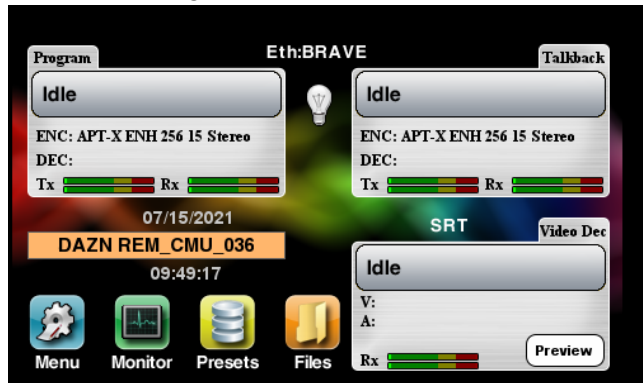 Eth:BRAVE
Program
Idle
ENC: APT-X ENH 256 15 Stereo
DEC:
Tx Rx
Talkback
Idle
ENC: APT-X ENH 256 15 Stereo
DEC:
Tx Rx
07/15/2021
DAZN REM_CMU_036
09:49:17
SRT
Video Dec
Idle
V:
A:
Rx
Preview
Menu Monitor Presets Files